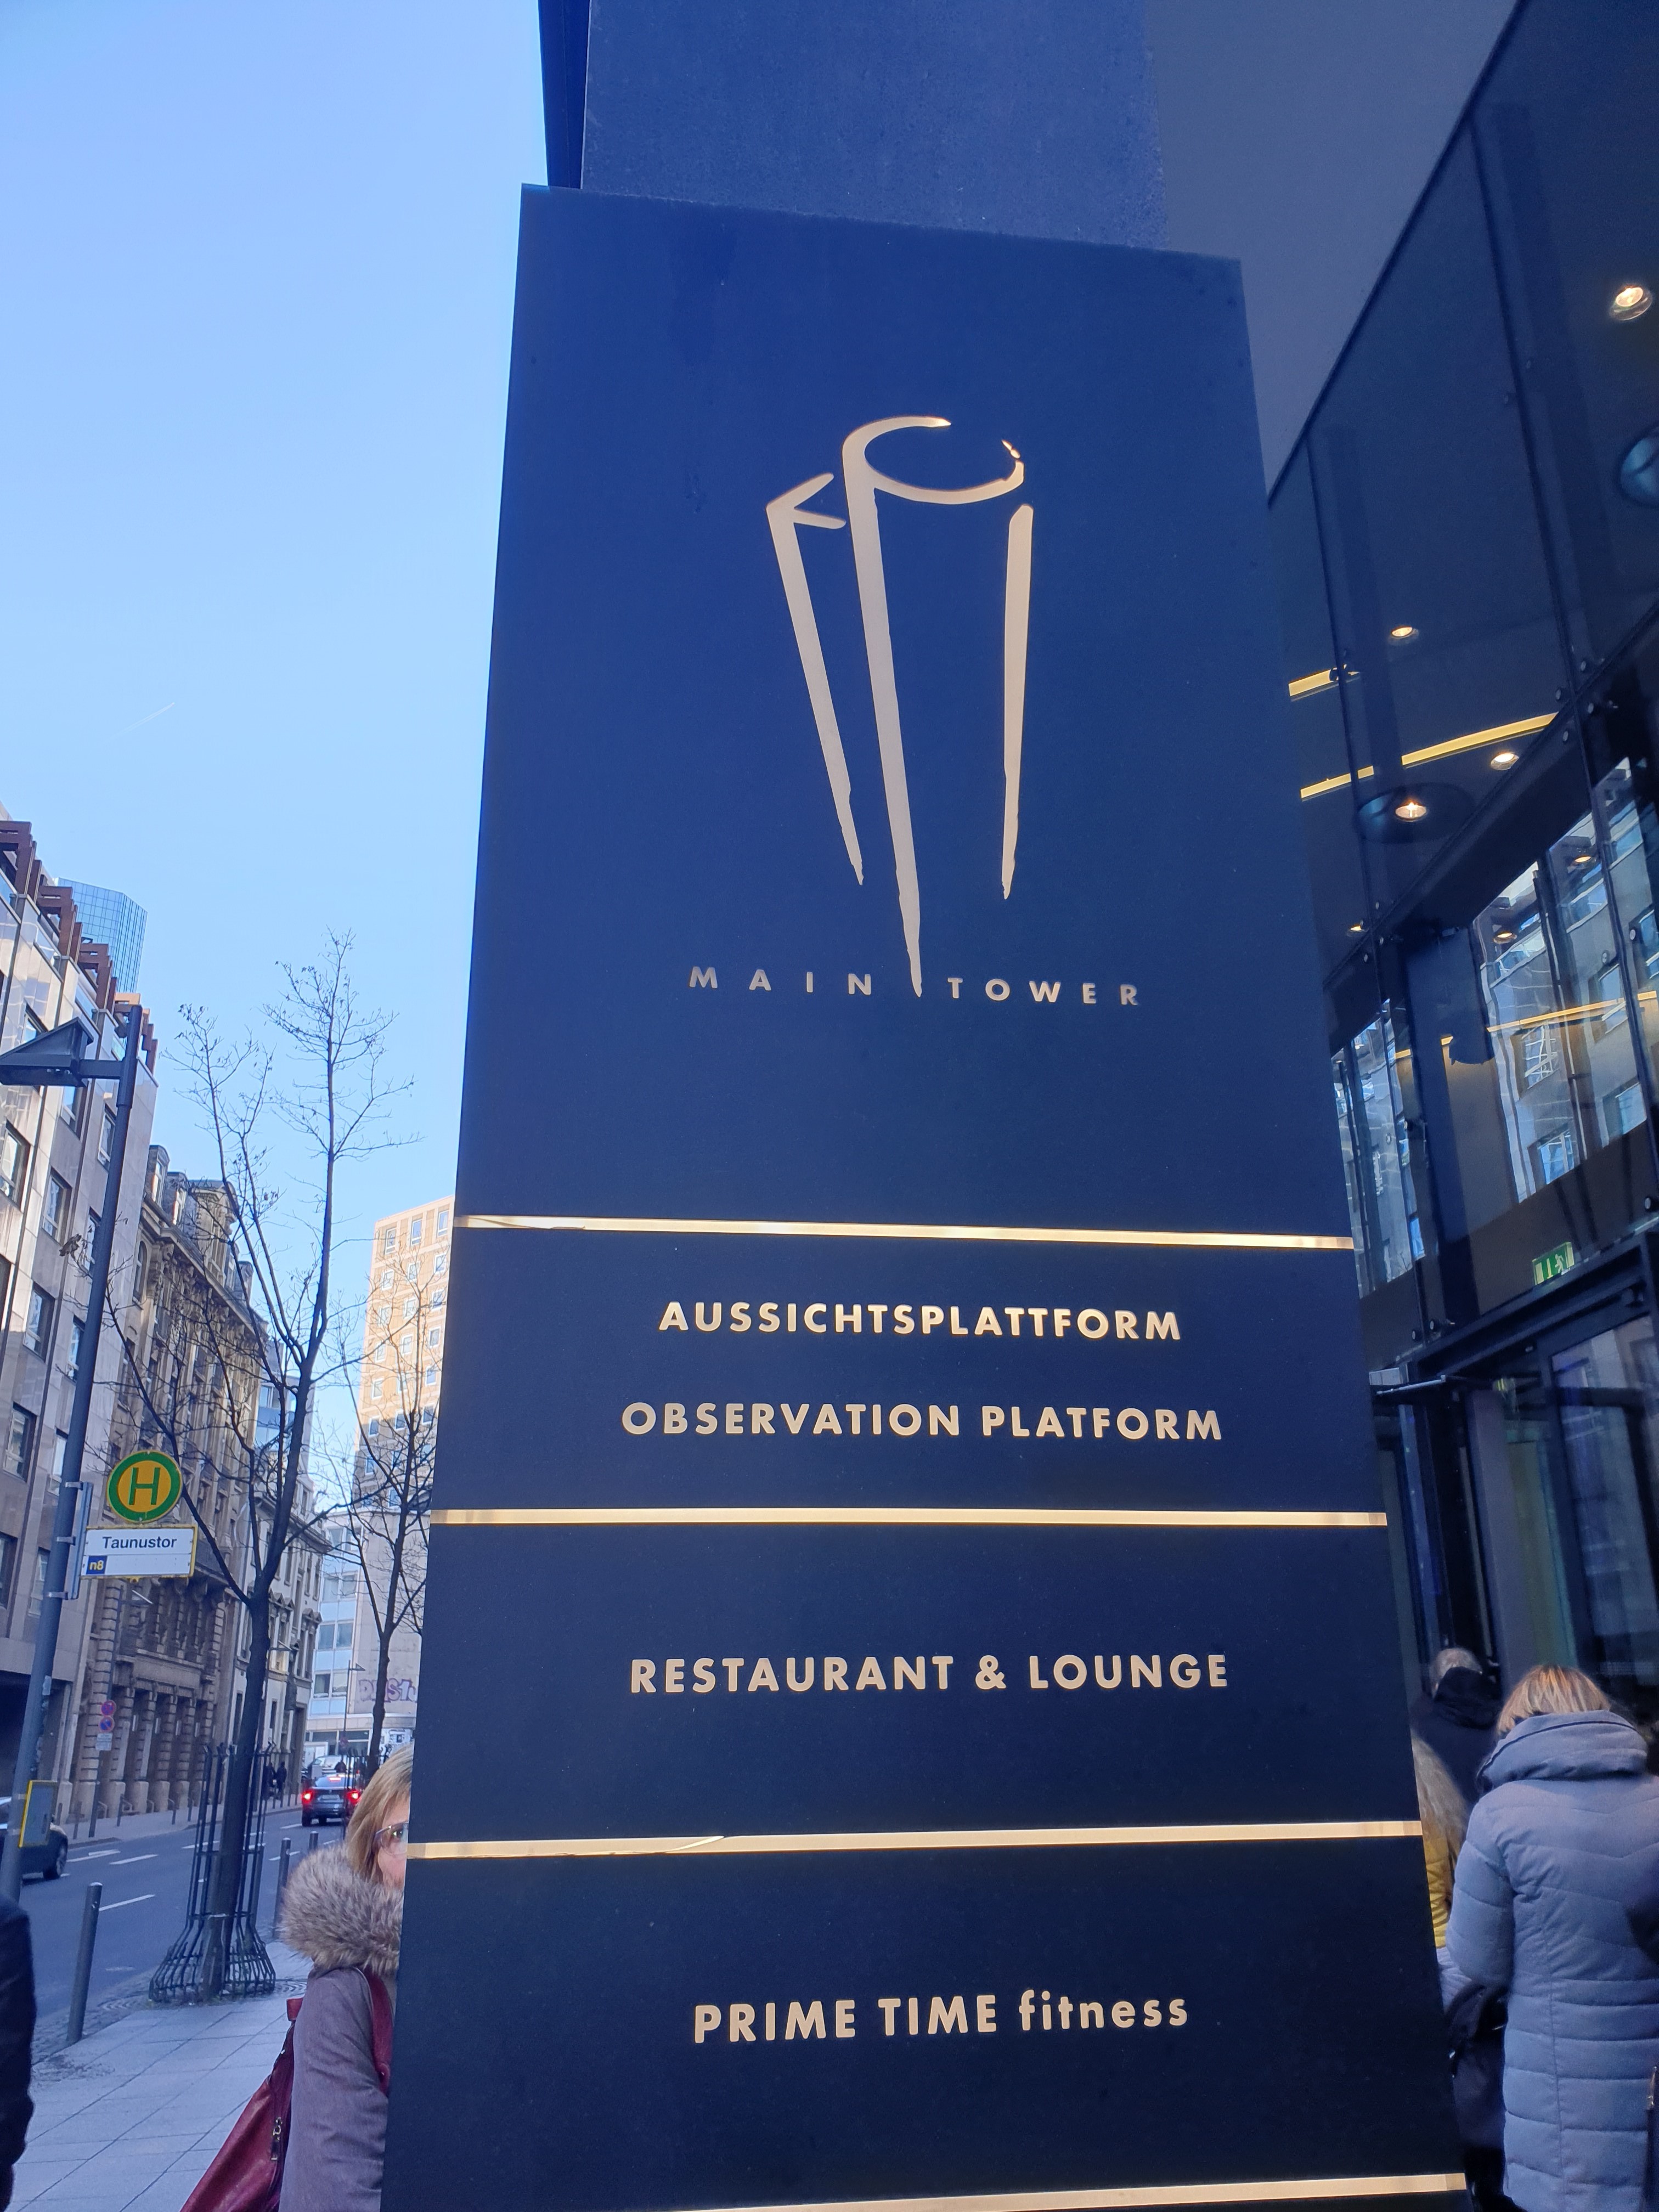 MAIN TOWER
AUSSICHTSPLATTFORM
OBSERVATION PLATFORM
RESTAURANT & LOUNGE
PRIME TIME fitness
H
Taunustor
n8